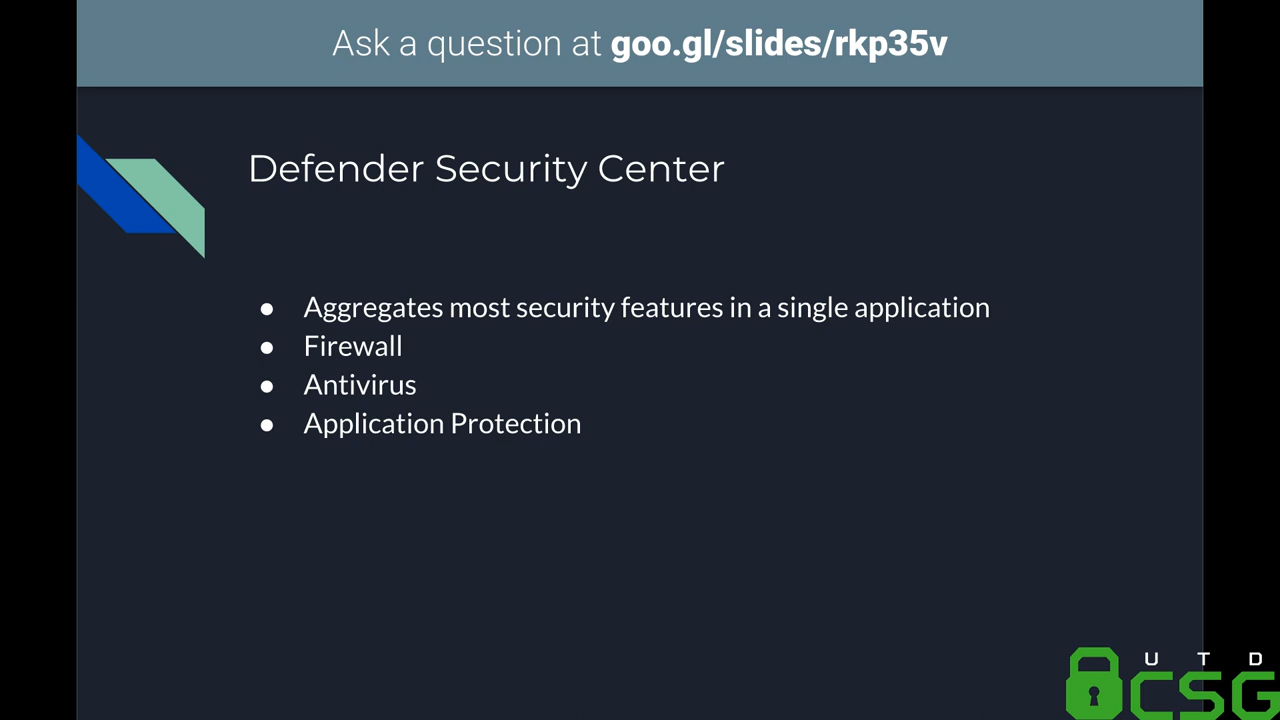 Ask a question at goo.gl/slides/rkp35v
Defender Security Center
● Aggregates most security features in a single application
● Firewall
● Antivirus
● Application Protection
UTD
CSG